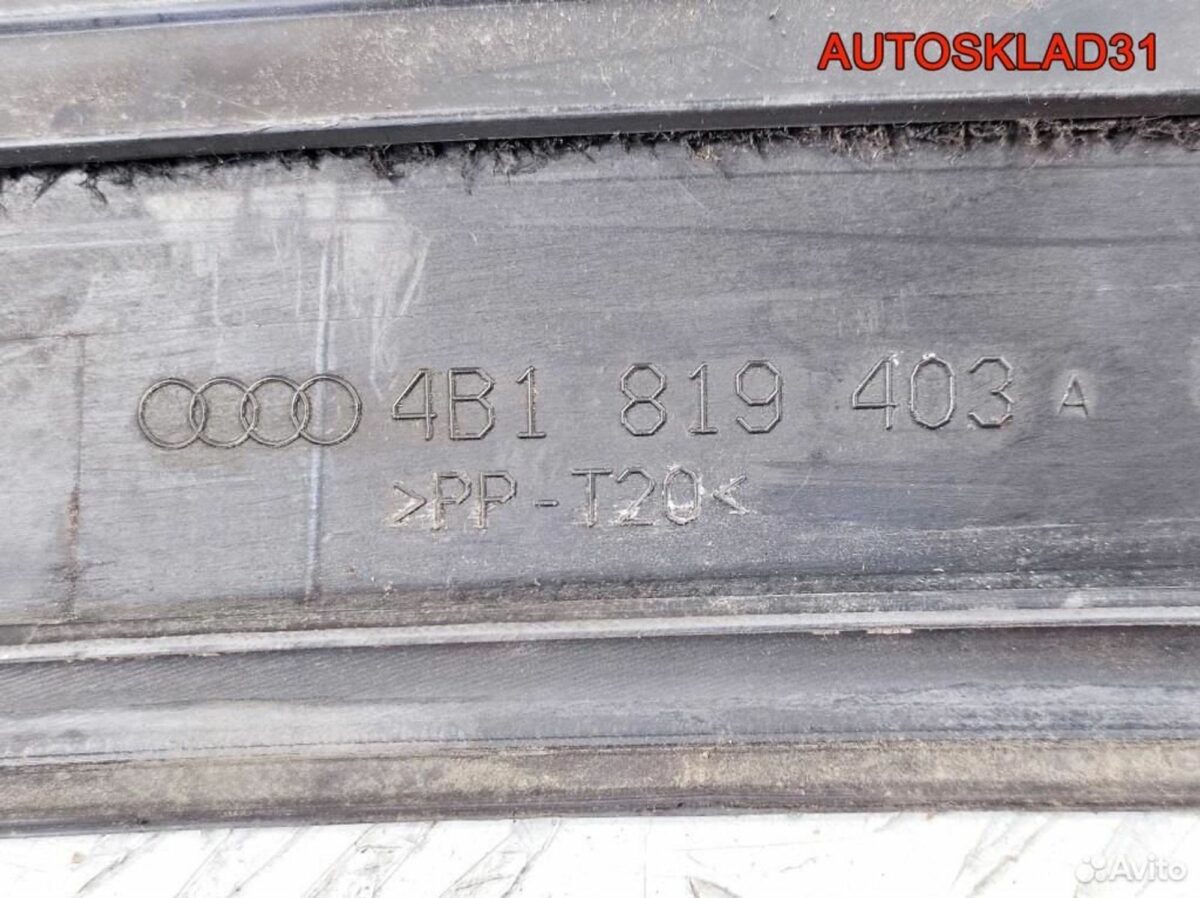 AUTOSKLAD31
4B1 819 403 A
>PP-T20<
Avito